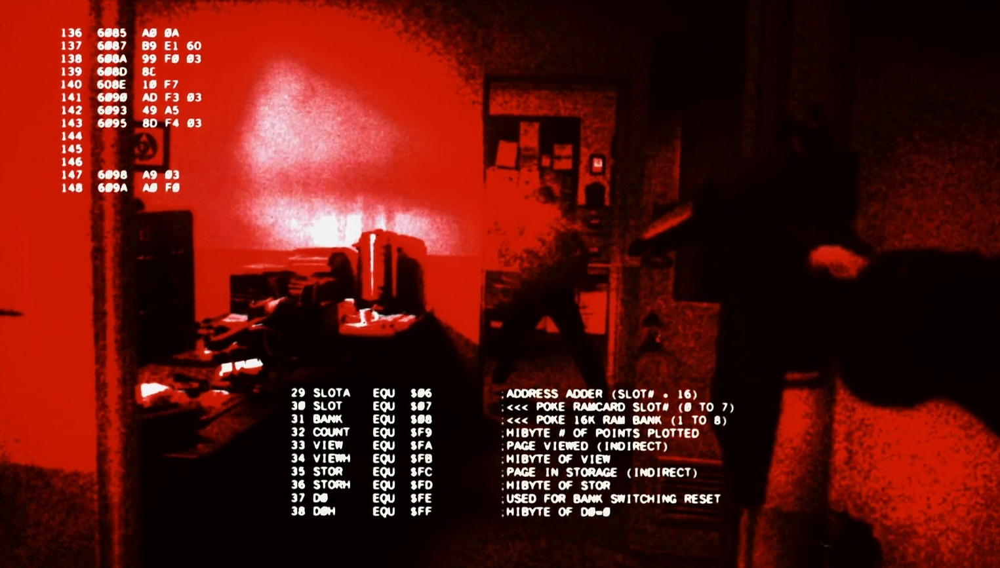 136 6085 A0 0A
137 6087 B9 E1 60
138 608A 99 F0 03
139 608D 8C
140 608E 10 F7
141 6090 AD F3 03
142 6093 49 A5
143 6095 8D F4 03
144
145
146
147 6098 A9 03
148 609A A0 F0
29 SLOTA EQU $06 ;ADDRESS ADDER (SLOT# * 16)
30 SLOT EQU $07 ;<<< POKE RAMCARD SLOT# (0 TO 7)
31 BANK EQU $08 ;<<< POKE 16K RAM BANK (1 TO 8)
32 COUNT EQU $F9 ;HIBYTE # OF POINTS PLOTTED
33 VIEW EQU $FA ;PAGE VIEWED (INDIRECT)
34 VIEWH EQU $FB ;HIBYTE OF VIEW
35 STOR EQU $FC ;PAGE IN STORAGE (INDIRECT)
36 STORH EQU $FD ;HIBYTE OF STOR
37 D0 EQU $FE ;USED FOR BANK SWITCHING RESET
38 D0H EQU $FF ;HIBYTE OF D0=0